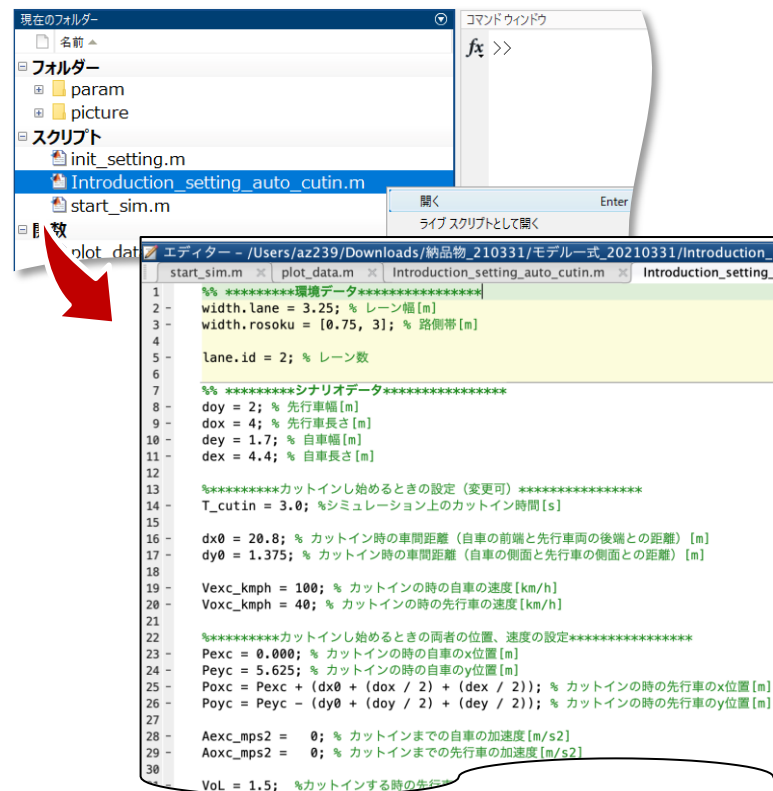 現在のフォルダー
名前
フォルダー
param
picture
スクリプト
init_setting.m
Introduction_setting_auto_cutin.m
start_sim.m
関数
plot_dat
コマンド ウィンドウ
fx >>
開く Enter
ライブ スクリプトとして開く
エディター – /Users/az239/Downloads/納品物_210331/モデル一式_20210331/Introduction_
start_sim.m × plot_data.m × Introduction_setting_auto_cutin.m × Introduction_setting_
1 %% *********環境データ****************
2 – width.lane = 3.25; % レーン幅[m]
3 – width.rosoku = [0.75, 3]; % 路側帯[m]
4
5 – lane.id = 2; % レーン数
6
7 %% *********シナリオデータ****************
8 – doy = 2; % 先行車幅[m]
9 – dox = 4; % 先行車長さ[m]
10 – dey = 1.7; % 自車幅[m]
11 – dex = 4.4; % 自車長さ[m]
12
13 %*********カットインし始めるときの設定（変更可）****************
14 – T_cutin = 3.0; %シミュレーション上のカットイン時間[s]
15
16 – dx0 = 20.8; % カットイン時の車間距離（自車の前端と先行車両の後端との距離）[m]
17 – dy0 = 1.375; % カットイン時の車間距離（自車の側面と先行車の側面との距離）[m]
18
19 – Vexc_kmph = 100; % カットインの時の自車の速度[km/h]
20 – Voxc_kmph = 40; % カットインの時の先行車の速度[km/h]
21
22 %*********カットインし始めるときの両者の位置、速度の設定****************
23 – Pexc = 0.000; % カットインの時の自車のx位置[m]
24 – Peyc = 5.625; % カットインの時の自車のy位置[m]
25 – Poxc = Pexc + (dx0 + (dox / 2) + (dex / 2)); % カットインの時の先行車のx位置[m]
26 – Poyc = Peyc – (dy0 + (doy / 2) + (dey / 2)); % カットインの時の先行車のy位置[m]
27
28 – Aexc_mps2 = 0; % カットインまでの自車の加速度[m/s2]
29 – Aoxc_mps2 = 0; % カットインまでの先行車の加速度[m/s2]
30
VoL = 1.5; %カットインする時の先行